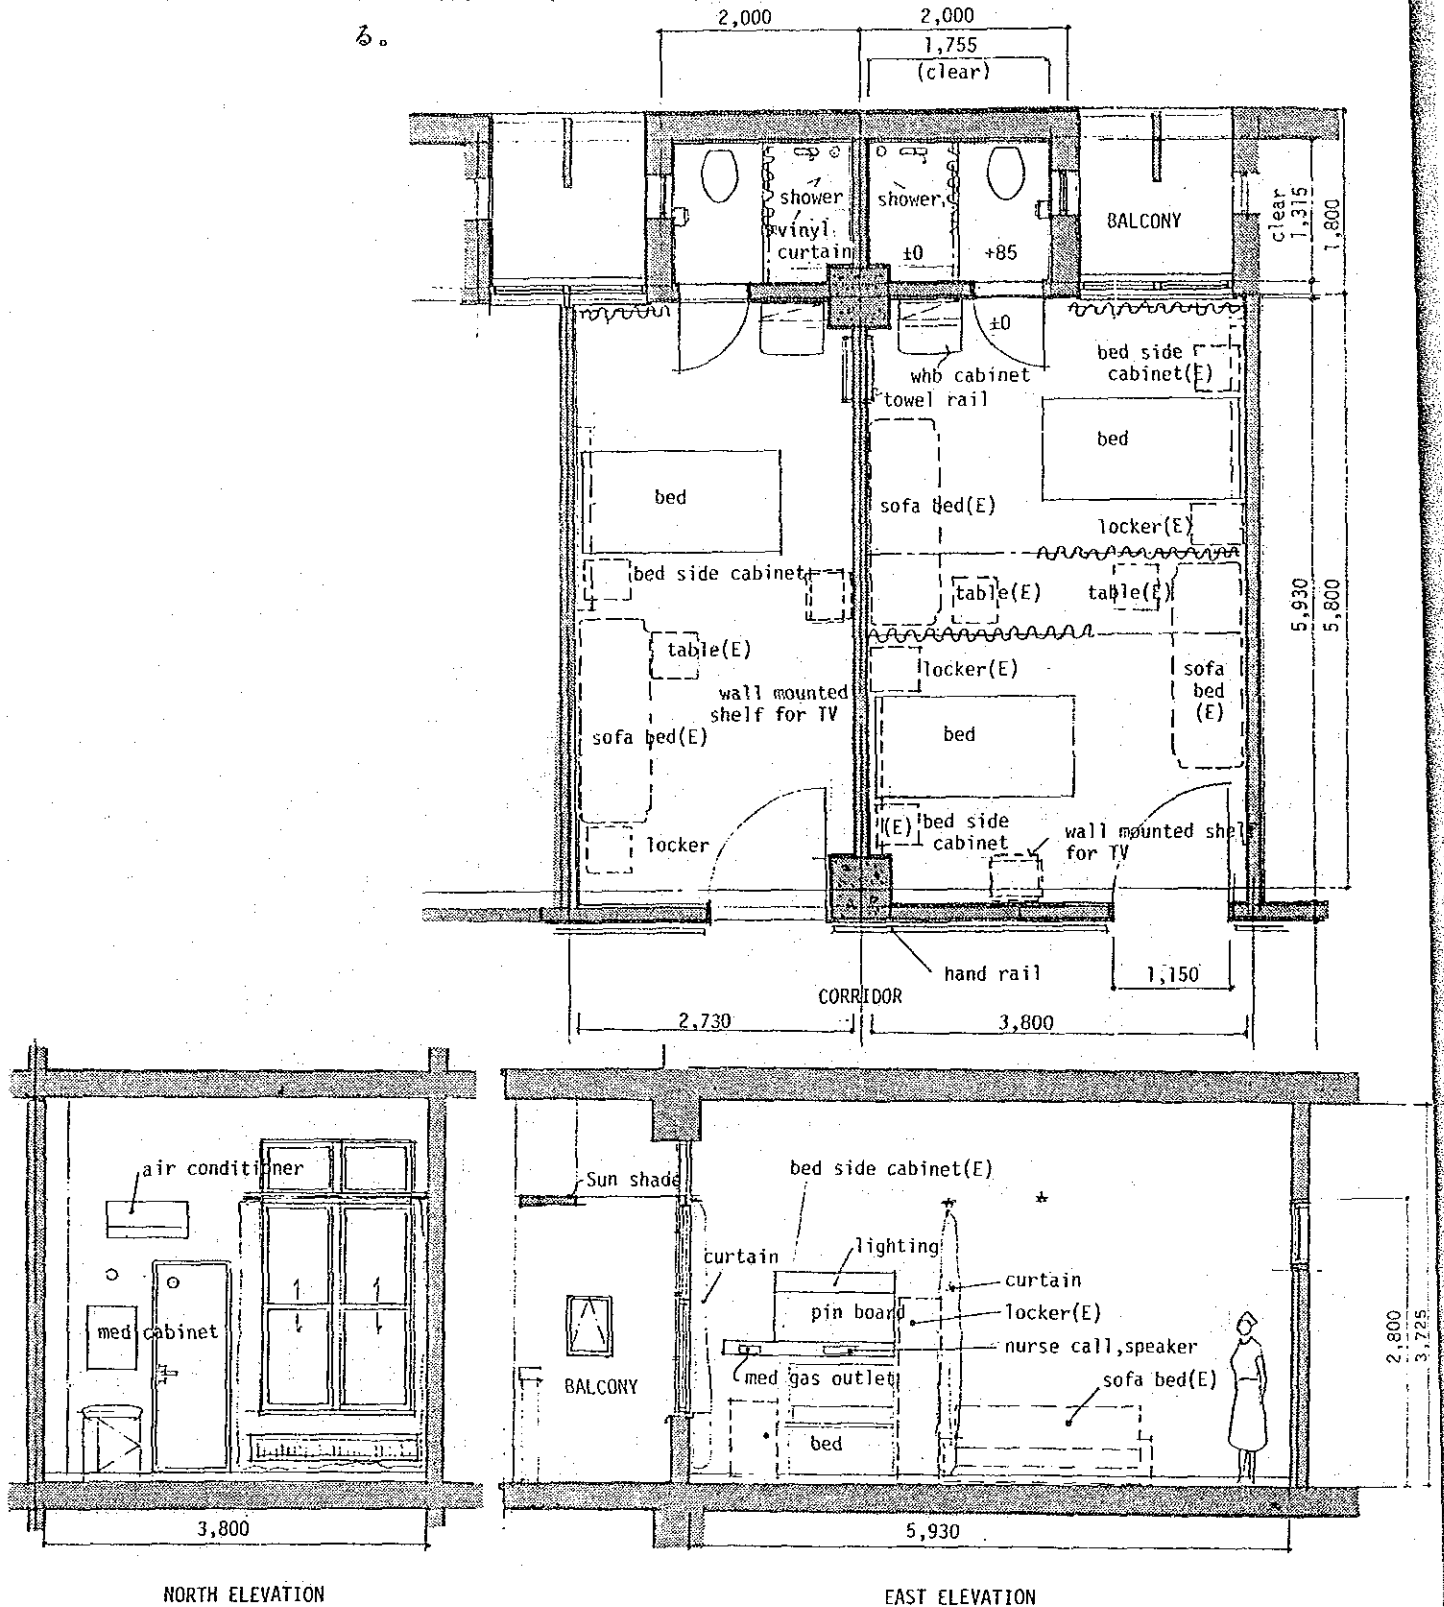 る。
2,000
2,000
1,755
(clear)
shower
shower
vinyl
curtain
±0
+85
BALCONY
clear
1,315
1,800
±0
whb cabinet
towel rail
bed side
cabinet(E)
bed
bed
sofa bed(E)
locker(E)
bed side cabinet
table(E)
table(E)
5,930
5,800
table(E)
locker(E)
sofa
bed
(E)
wall mounted
shelf for TV
sofa bed(E)
bed
locker
(E)
bed side
cabinet
wall mounted shelf
for TV
hand rail
1,150
CORRIDOR
2,730
3,800
air conditioner
Sun shade
bed side cabinet(E)
curtain
lighting
curtain
pin board
locker(E)
med cabinet
nurse call,speaker
BALCONY
med gas outlet
sofa bed(E)
bed
2,800
3,725
3,800
5,930
NORTH ELEVATION
EAST ELEVATION